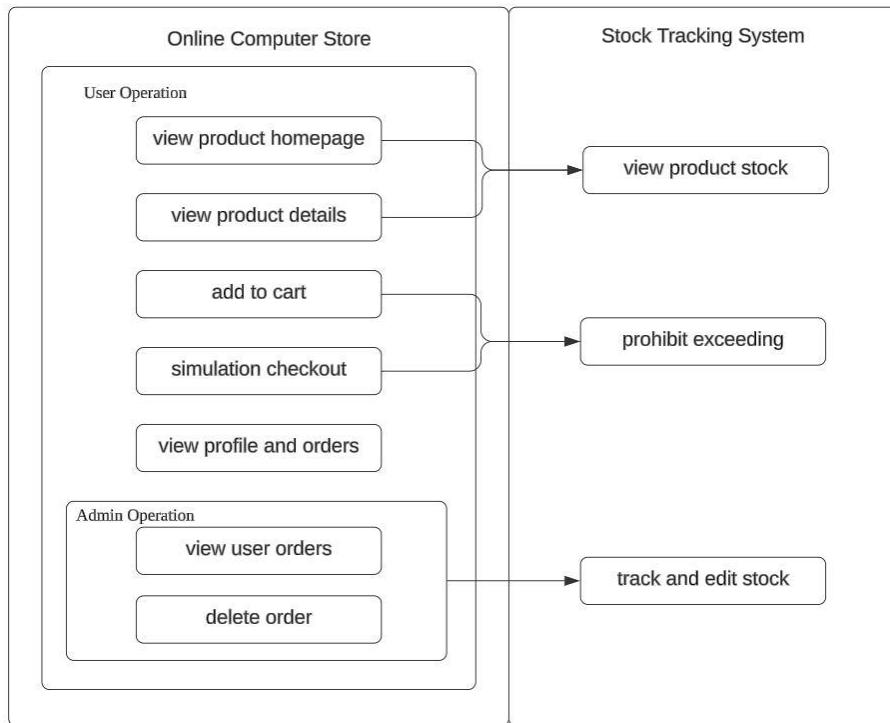 Online Computer Store
Stock Tracking System
User Operation
view product homepage
view product stock
view product details
add to cart
prohibit exceeding
simulation checkout
view profile and orders
Admin Operation
view user orders
track and edit stock
delete order